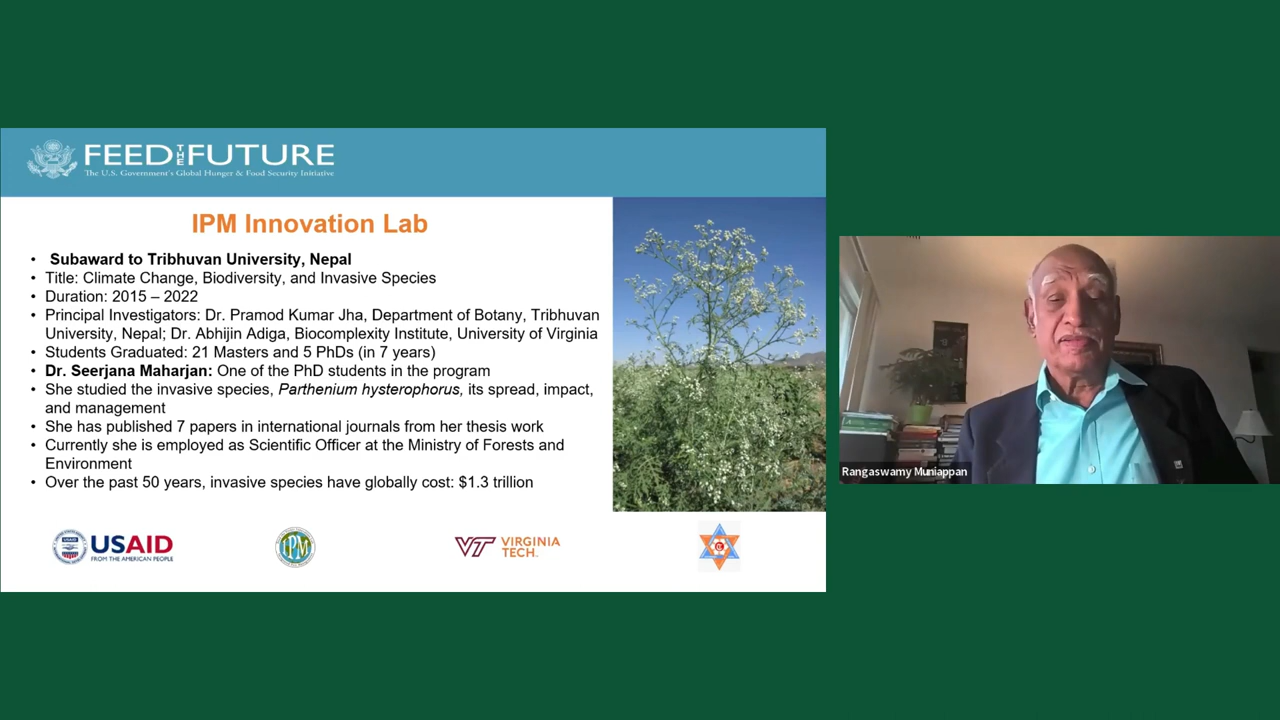 FEED THE FUTURE
The U.S. Government's Global Hunger & Food Security Initiative
IPM Innovation Lab
• Subaward to Tribhuvan University, Nepal
• Title: Climate Change, Biodiversity, and Invasive Species
• Duration: 2015 – 2022
• Principal Investigators: Dr. Pramod Kumar Jha, Department of Botany, Tribhuvan
University, Nepal; Dr. Abhijin Adiga, Biocomplexity Institute, University of Virginia
• Students Graduated: 21 Masters and 5 PhDs (in 7 years)
• Dr. Seerjana Maharjan: One of the PhD students in the program
• She studied the invasive species, Parthenium hysterophorus, its spread, impact,
and management
• She has published 7 papers in international journals from her thesis work
• Currently she is employed as Scientific Officer at the Ministry of Forests and
Environment
• Over the past 50 years, invasive species have globally cost: $1.3 trillion
USAID
FROM THE AMERICAN PEOPLE
IPM
VT VIRGINIA
TECH.
Rangaswamy Muniappan